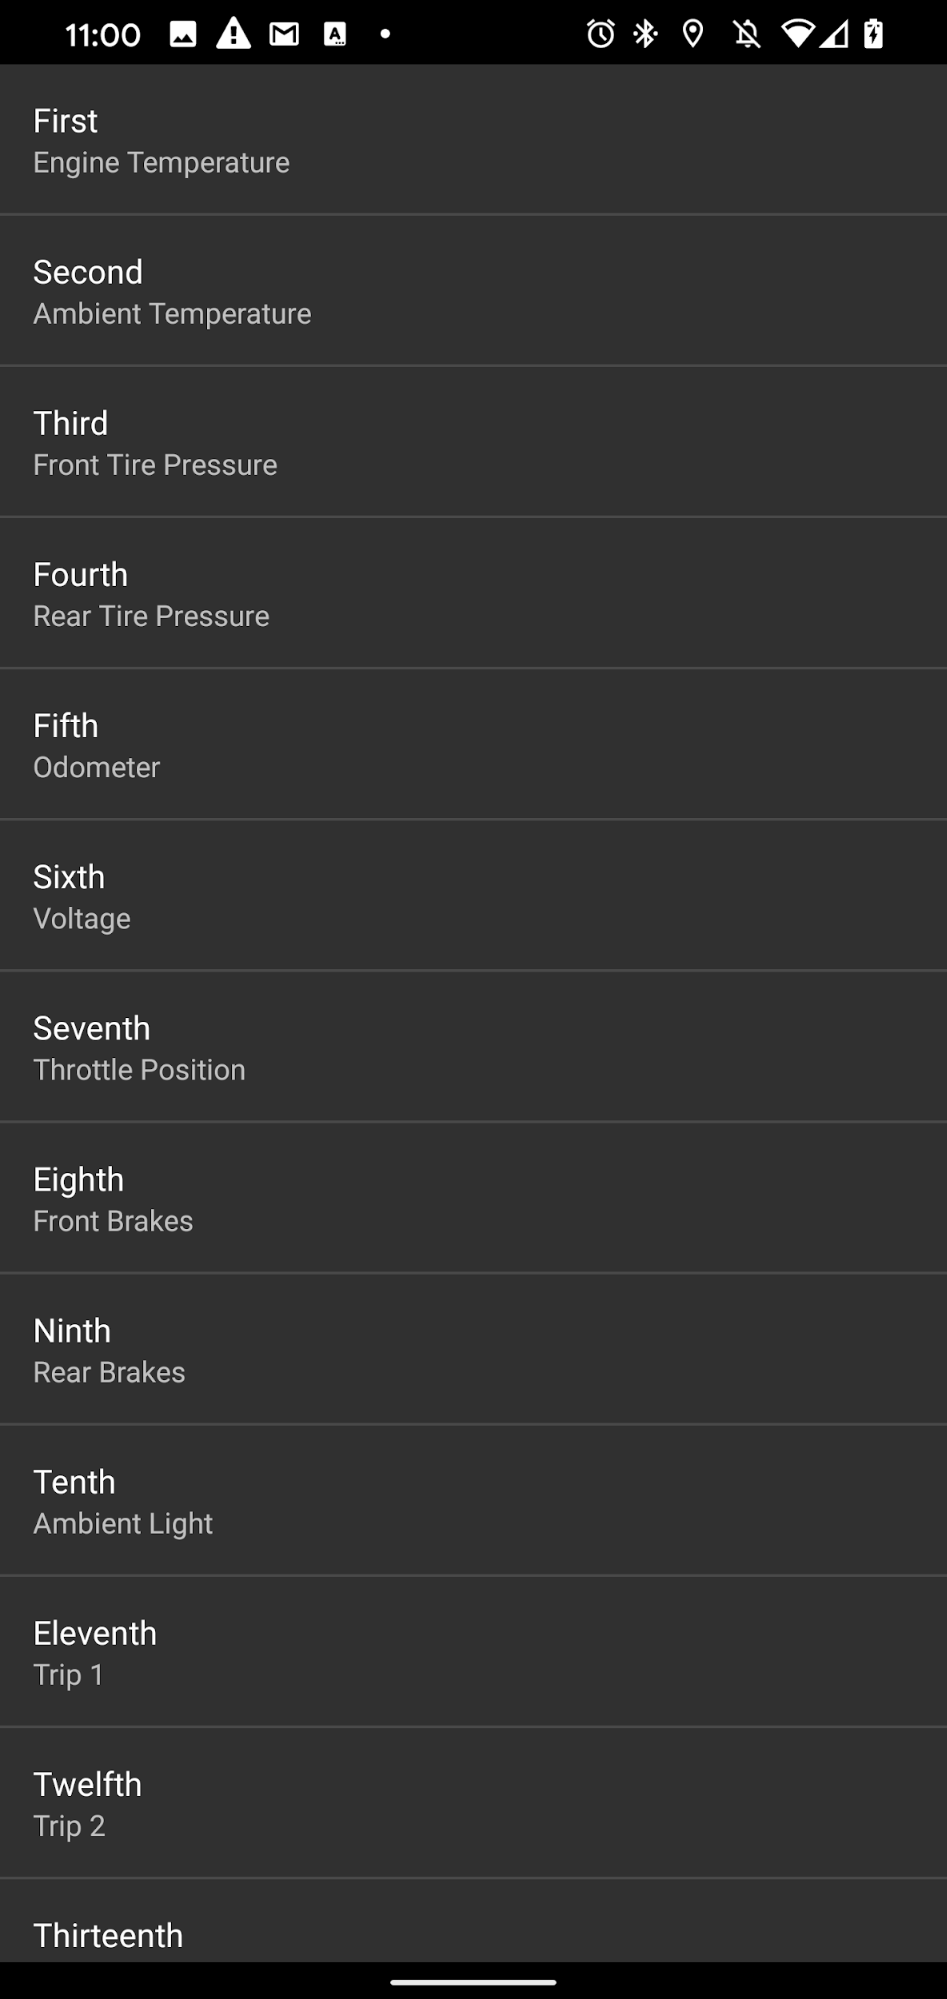 11:00
First
Engine Temperature
Second
Ambient Temperature
Third
Front Tire Pressure
Fourth
Rear Tire Pressure
Fifth
Odometer
Sixth
Voltage
Seventh
Throttle Position
Eighth
Front Brakes
Ninth
Rear Brakes
Tenth
Ambient Light
Eleventh
Trip 1
Twelfth
Trip 2
Thirteenth